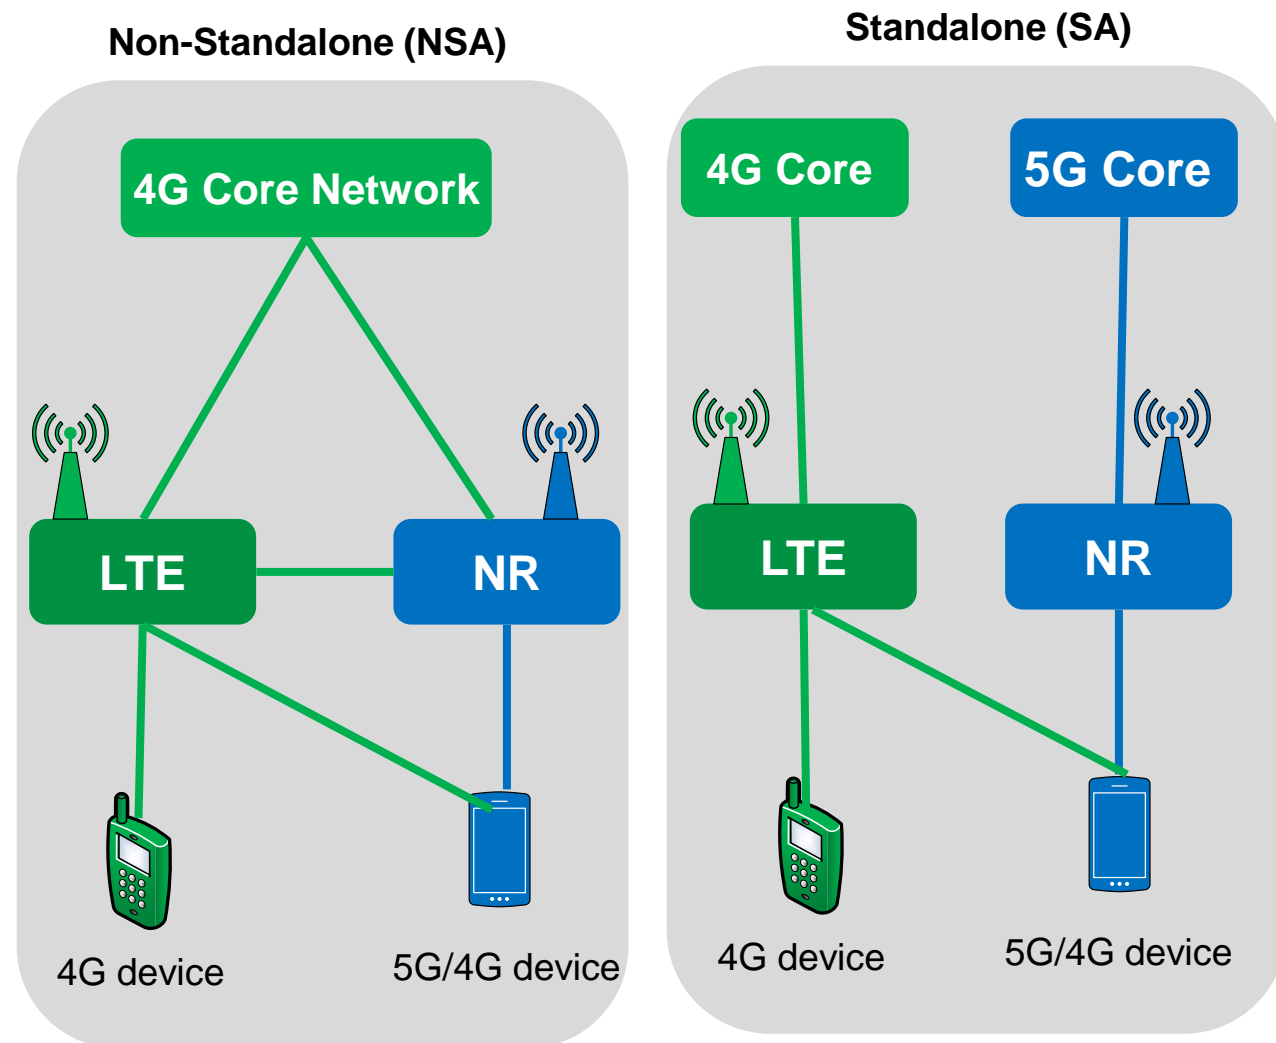 Non-Standalone (NSA)
4G Core Network
LTE
NR
4G device
5G/4G device
Standalone (SA)
4G Core
5G Core
LTE
NR
4G device
5G/4G device